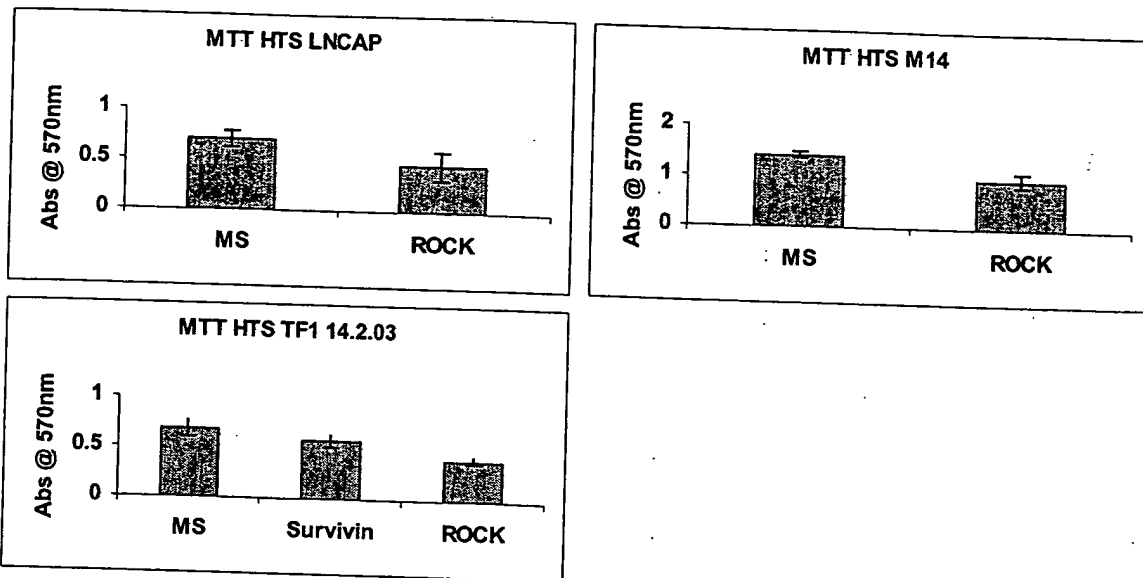 MTT HTS LNCAP
Abs @ 570nm
1
0.5
0
MS ROCK
MTT HTS M14
Abs @ 570nm
2
1
0
MS ROCK
MTT HTS TF1 14.2.03
Abs @ 570nm
1
0.5
0
MS Survivin ROCK